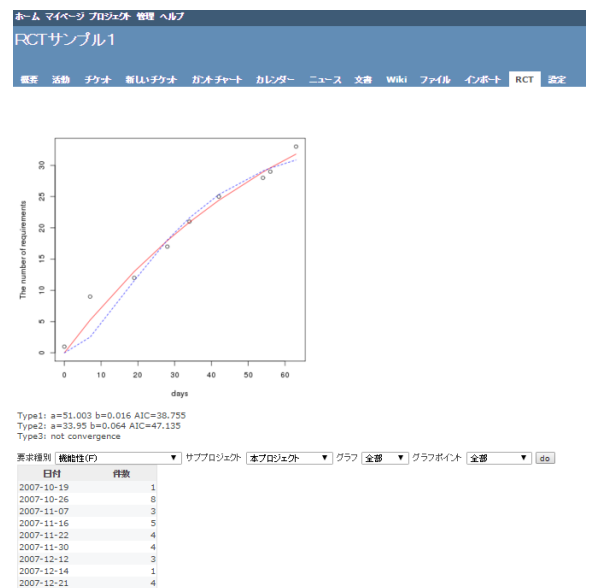 ホーム マイページ プロジェクト 管理 ヘルプ
RCTサンプル1
概要 活動 チケット 新しいチケット ガントチャート カレンダー ニュース 文書 Wiki ファイル インポート RCT 設定
The number of requirements
30
25
20
15
10
5
0
0 10 20 30 40 50 60
days
Type1: a=51.003 b=0.016 AIC=38.755
Type2: a=33.95 b=0.064 AIC=47.135
Type3: not convergence
要求種別 機能性(F) サブプロジェクト 本プロジェクト グラフ 全部 グラフポイント 全部 do
日付 件数
2007-10-19 1
2007-10-26 8
2007-11-07 3
2007-11-16 5
2007-11-22 4
2007-11-30 4
2007-12-12 3
2007-12-14 1
2007-12-21 4